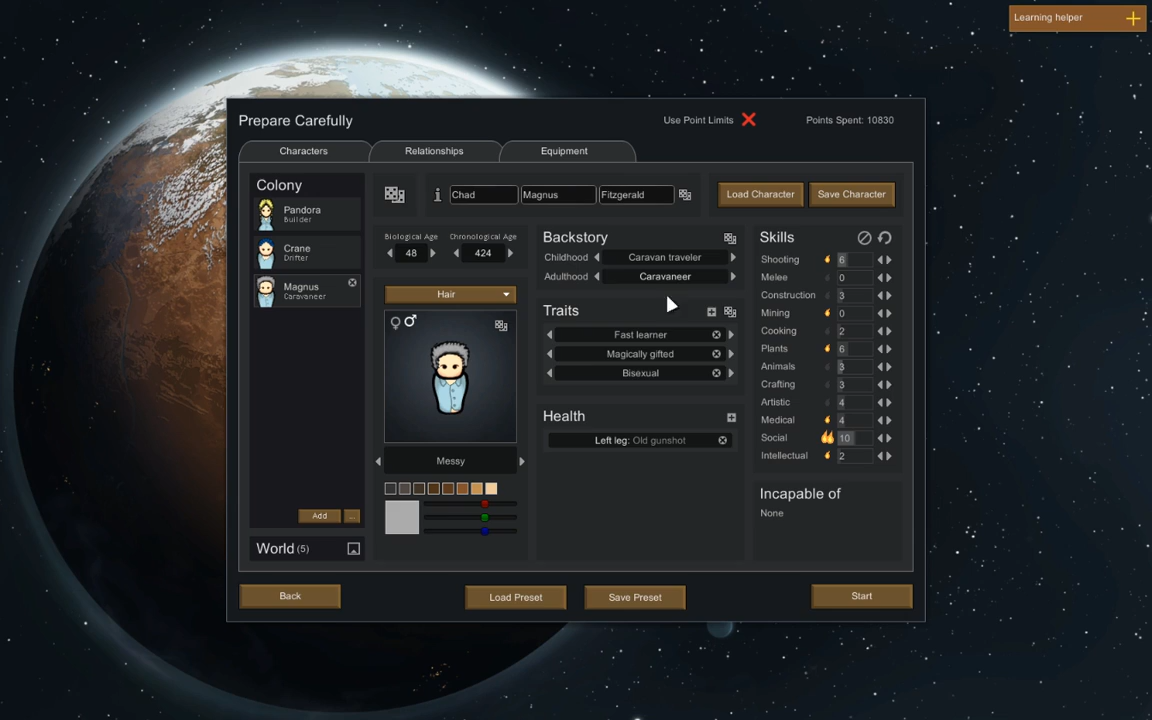 Learning helper
Prepare Carefully
Use Point Limits
Points Spent: 10830
Characters
Relationships
Equipment
Colony
Pandora
Builder
Crane
Drifter
Magnus
Caravaneer
Add
...
World (5)
Chad
Magnus
Fitzgerald
Load Character
Save Character
Biological Age
Chronological Age
48
424
Hair
Messy
Backstory
Childhood Caravan traveler
Adulthood Caravaneer
Traits
Fast learner
Magically gifted
Bisexual
Health
Left leg: Old gunshot
Skills
Shooting 6
Melee 0
Construction 3
Mining 0
Cooking 2
Plants 6
Animals 3
Crafting 3
Artistic 4
Medical 4
Social 10
Intellectual 2
Incapable of
None
Back
Load Preset
Save Preset
Start